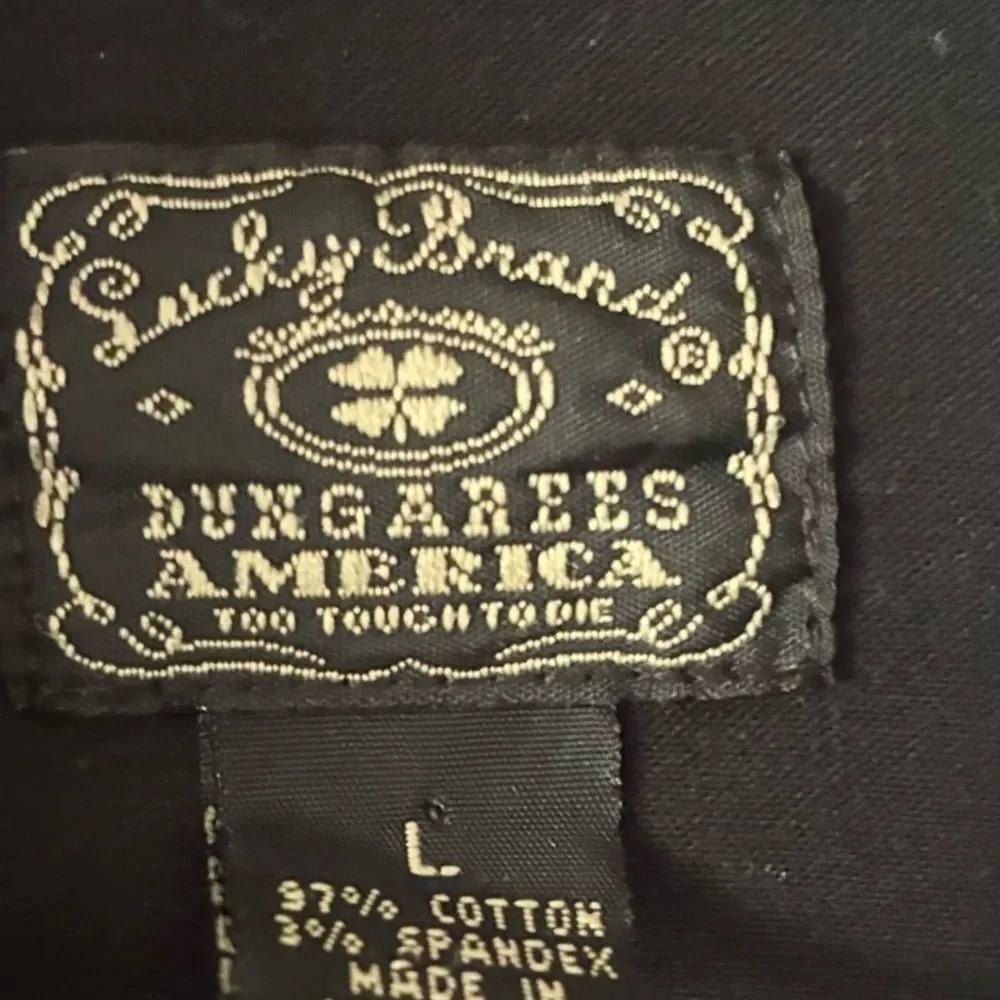 Lucky Brand®
DUNGAREES
AMERICA
TOO TOUGH TO DIE
L
97% COTTON
3% SPANDEX
MADE IN